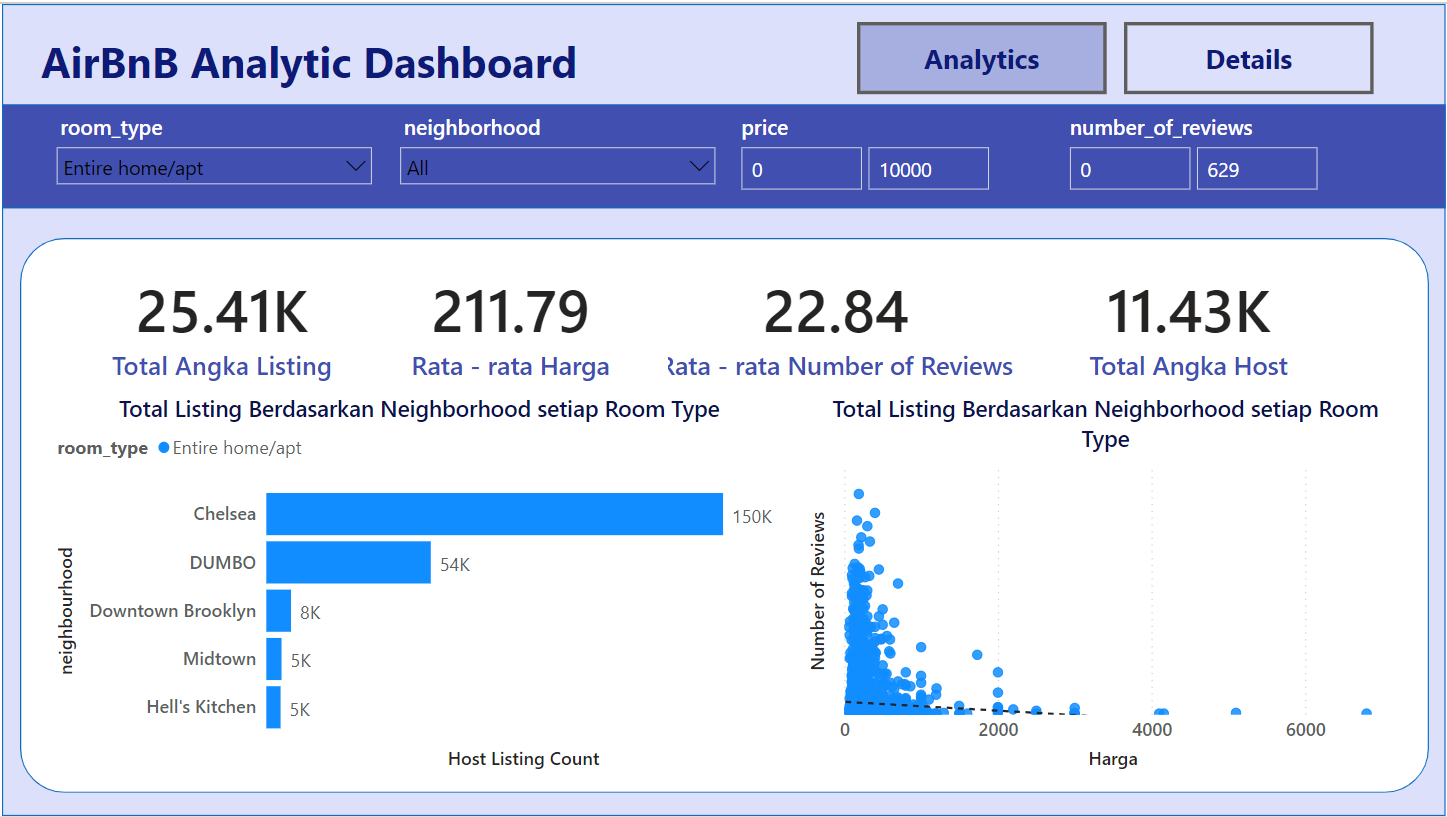 AirBnB Analytic Dashboard
Analytics
Details
room_type
neighborhood
price
number_of_reviews
Entire home/apt
All
0
10000
0
629
25.41K
Total Angka Listing
211.79
Rata - rata Harga
22.84
Rata - rata Number of Reviews
11.43K
Total Angka Host
Total Listing Berdasarkan Neighborhood setiap Room Type
room_type
Entire home/apt
neighbourhood
Chelsea
150K
DUMBO
54K
Downtown Brooklyn
8K
Midtown
5K
Hell's Kitchen
5K
Host Listing Count
Total Listing Berdasarkan Neighborhood setiap Room
Type
Number of Reviews
0
2000
4000
6000
Harga